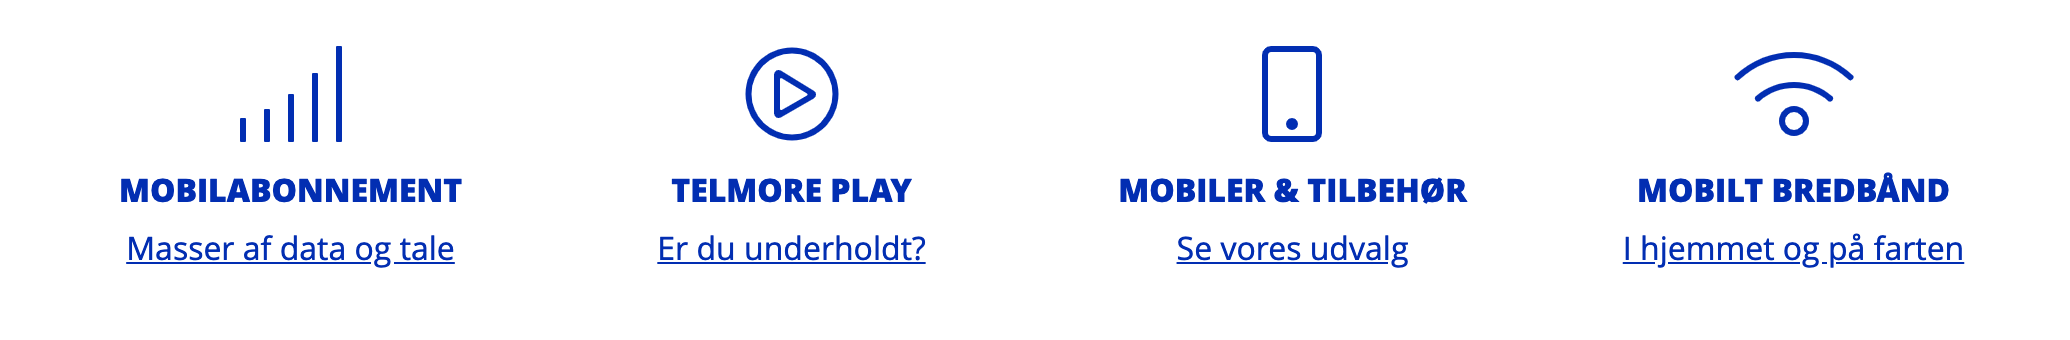 MOBILABONNEMENT
Masser af data og tale
TELMORE PLAY
Er du underholdt?
MOBILER & TILBEHØR
Se vores udvalg
MOBILT BREDBÅND
I hjemmet og på farten